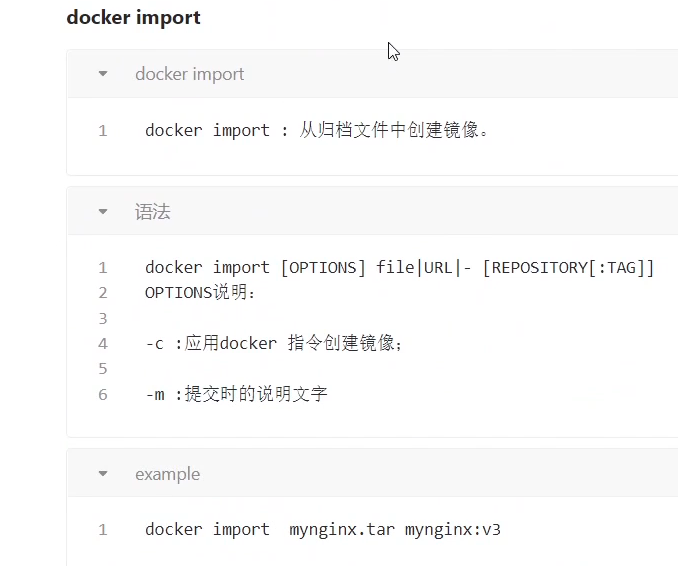 docker import
docker import
1 docker import : 从归档文件中创建镜像。
语法
1 docker import [OPTIONS] file|URL|- [REPOSITORY[:TAG]]
2 OPTIONS说明:
3
4 -c :应用docker 指令创建镜像;
5
6 -m :提交时的说明文字
example
1 docker import  mynginx.tar mynginx:v3